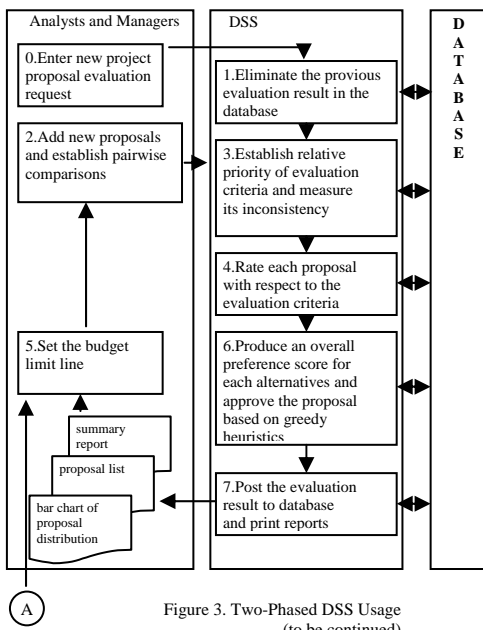 Analysts and Managers
DSS
D
A
T
A
B
A
S
E
0.Enter new project
proposal evaluation
request
1.Eliminate the provious
evaluation result in the
database
2.Add new proposals
and establish pairwise
comparisons
3.Establish relative
priority of evaluation
criteria and measure
its inconsistency
4.Rate each proposal
with respect to the
evaluation criteria
5.Set the budget
limit line
6.Produce an overall
preference score for
each alternatives and
approve the proposal
based on greedy
heuristics
summary
report
proposal list
bar chart of
proposal
distribution
7.Post the evaluation
result to database
and print reports
A
Figure 3. Two-Phased DSS Usage
(to be continued)